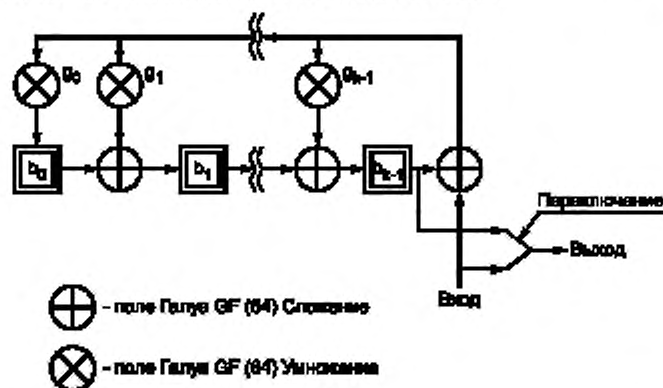 g₀ g₁ gₖ₋₁
b₀ b₁ bₖ₋₁
Переключение
Выход
Вход
- поле Галуа GF (64) Сложение
- поле Галуа GF (64) Умножение